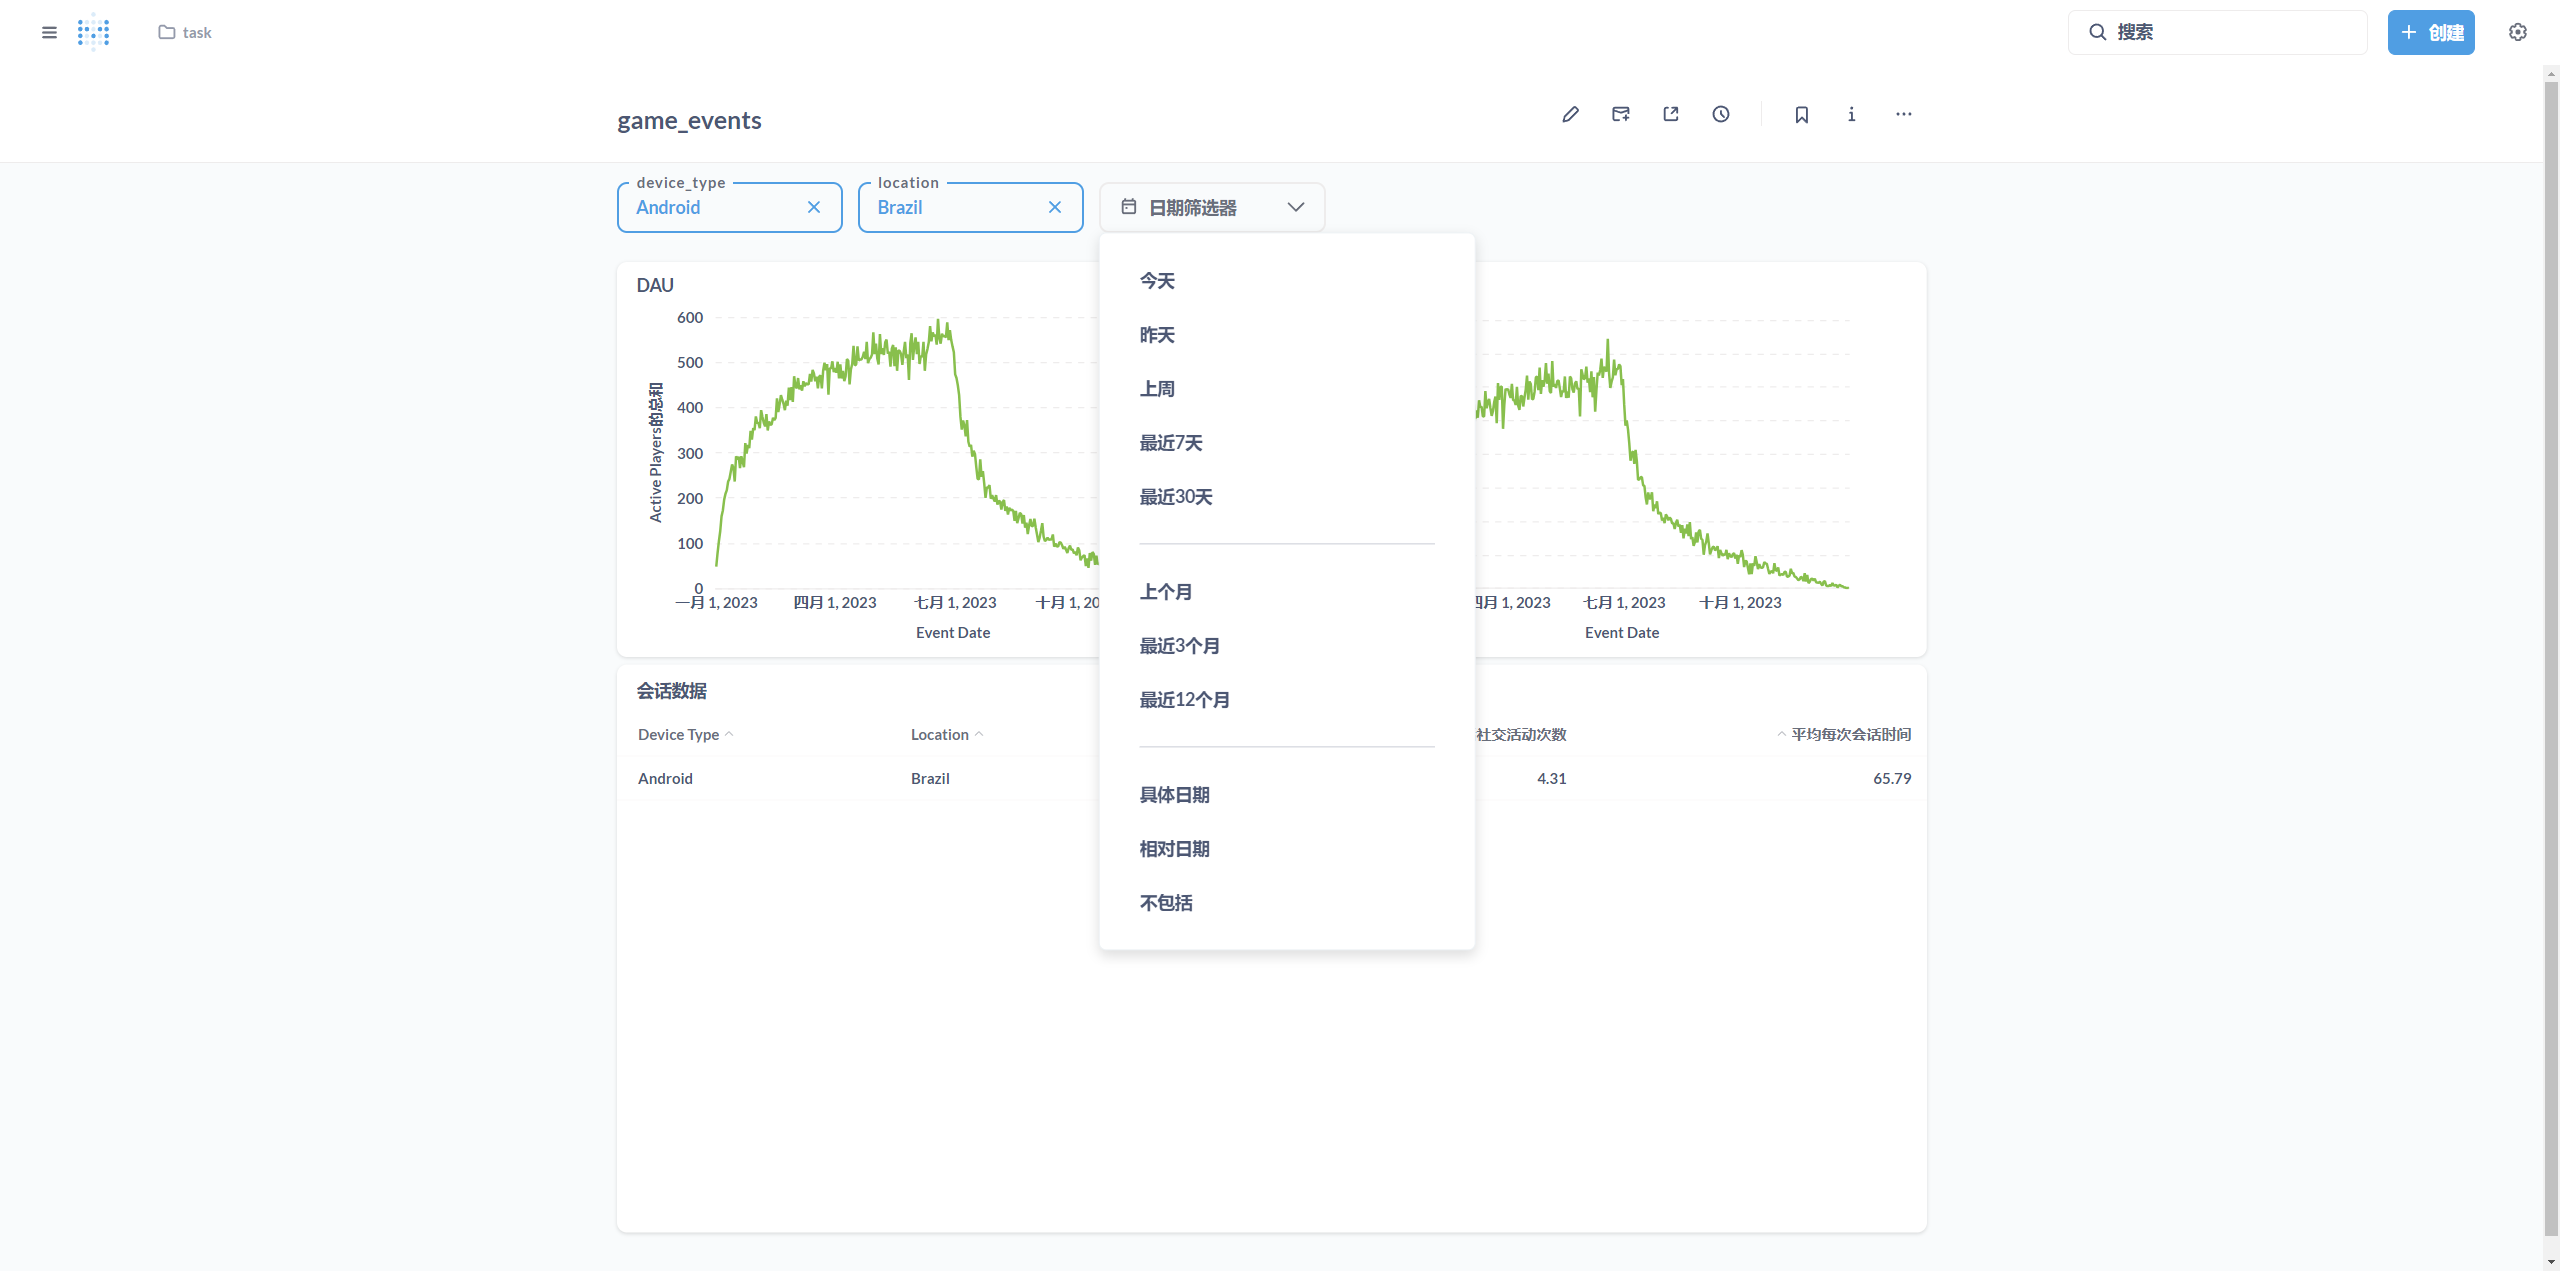 task
搜索
创建
game_events
device_type
Android
location
Brazil
日期筛选器
今天
昨天
上周
最近7天
最近30天
上个月
最近3个月
最近12个月
具体日期
相对日期
不包括
DAU
600
500
400
300
200
100
0
Active Players的总和
一月 1, 2023
四月 1, 2023
七月 1, 2023
十月 1, 20
Event Date
四月 1, 2023
七月 1, 2023
十月 1, 2023
Event Date
会话数据
Device Type
Location
社交活动次数
平均每次会话时间
Android
Brazil
4.31
65.79